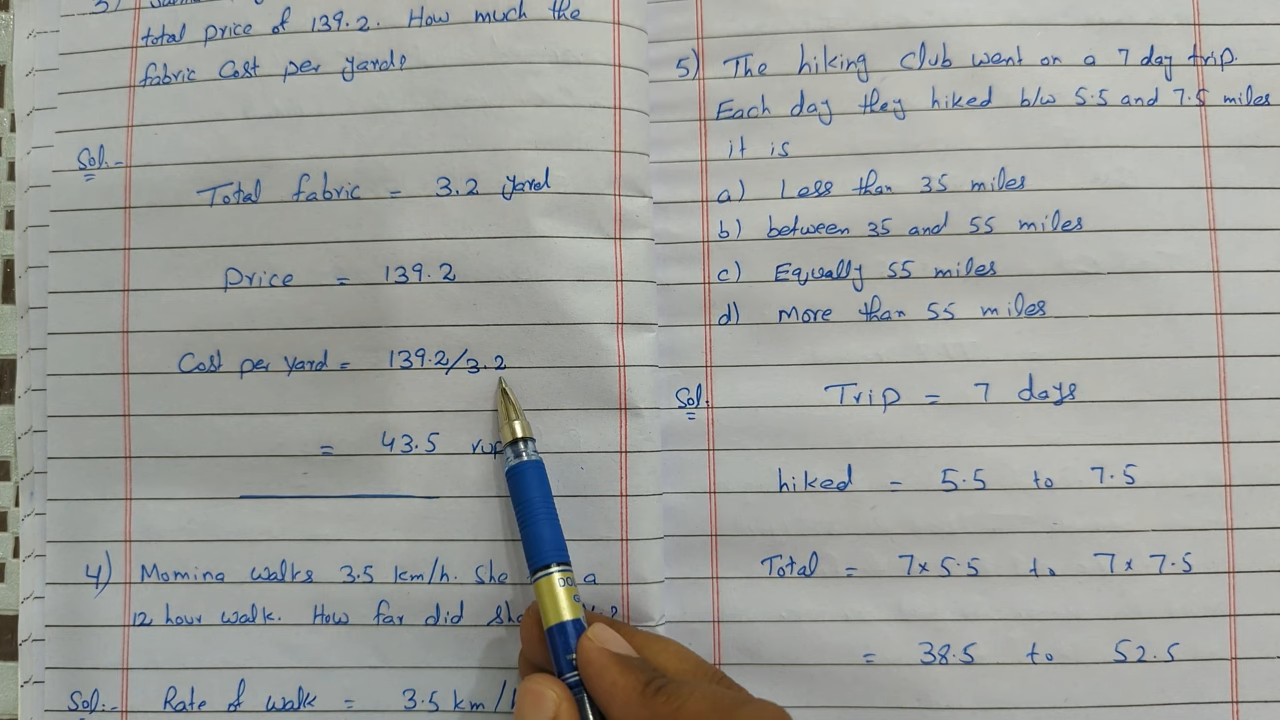 3)
total price of 139.2. How much the
fabric Cost per yard?
Sol:-
Total fabric = 3.2 yard
Price = 139.2
Cost per yard = 139.2/3.2
= 43.5
4) Momina walks 3.5 km/h. She a
12 hour walk. How far did
Sol:- Rate of walk = 3.5 km/
5) The hiking Club went on a 7 day trip.
Each day they hiked b/w 5.5 and 7.5 miles
it is
a) Less than 35 miles
b) between 35 and 55 miles
c) Equally 55 miles
d) More than 55 miles
Sol: Trip = 7 days
hiked = 5.5 to 7.5
Total = 7x5.5 to 7x 7.5
= 38.5 to 52.5